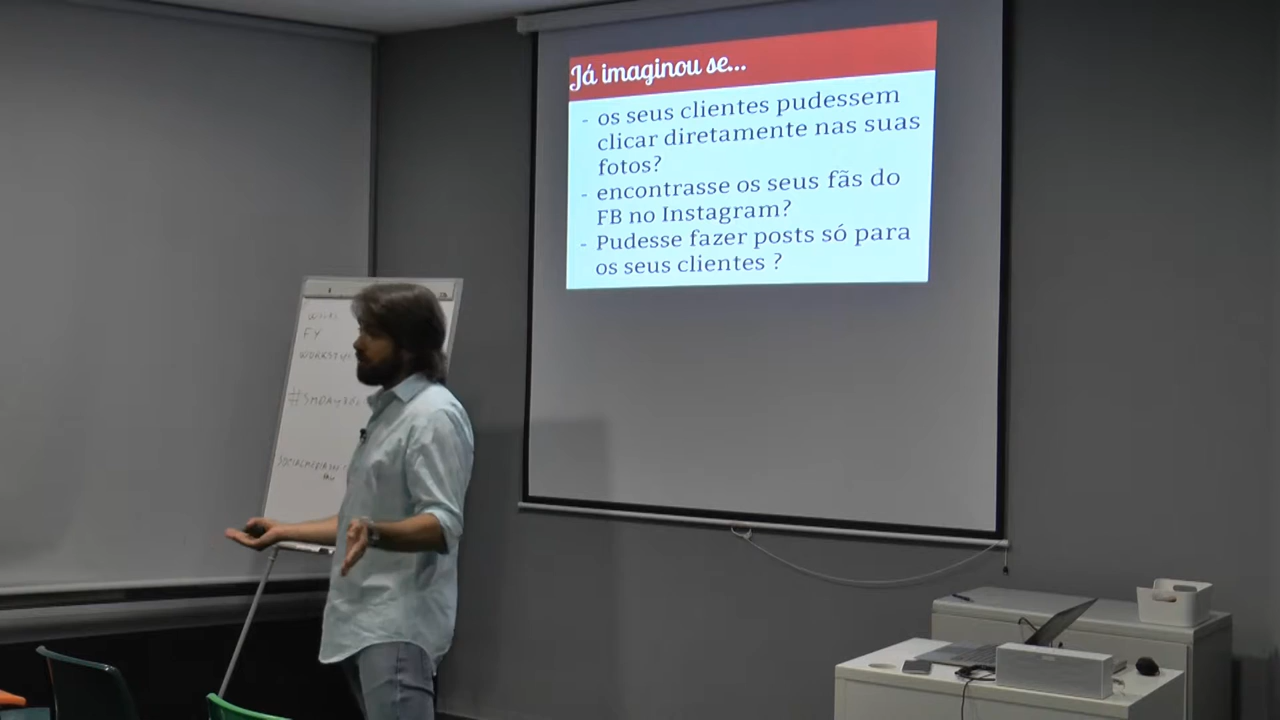 Já imaginou se...
- os seus clientes pudessem
clicar diretamente nas suas
fotos?
- encontrasse os seus fãs do
FB no Instagram?
- Pudesse fazer posts só para
os seus clientes ?
FY